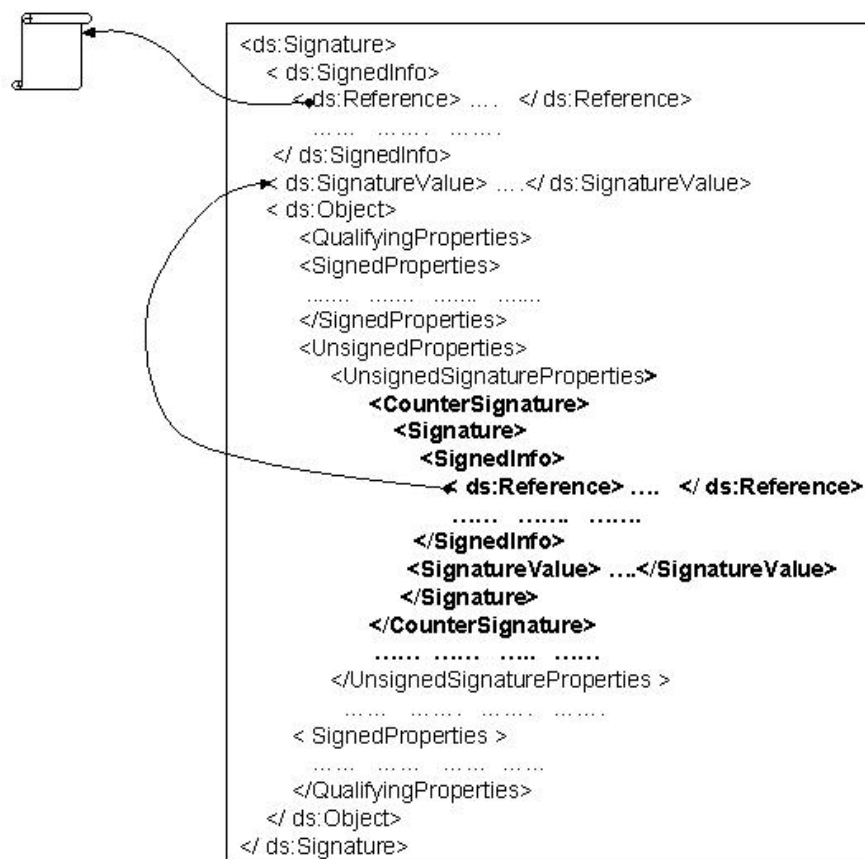 <ds:Signature>
< ds:SignedInfo>
< ds:Reference> .... </ ds:Reference>
...... ....... .......
</ ds:SignedInfo>
< ds:SignatureValue> ....</ ds:SignatureValue>
< ds:Object>
<QualifyingProperties>
<SignedProperties>
....... ....... ....... .......
</SignedProperties>
<UnsignedProperties>
<UnsignedSignatureProperties>
<CounterSignature>
<Signature>
<SignedInfo>
< ds:Reference> .... </ ds:Reference>
...... ....... .......
</SignedInfo>
<SignatureValue> ....</SignatureValue>
</Signature>
</CounterSignature>
...... ...... ..... ......
</UnsignedSignatureProperties >
...... ....... ....... .......
< SignedProperties >
...... ...... ...... ......
</QualifyingProperties>
</ ds:Object>
</ ds:Signature>